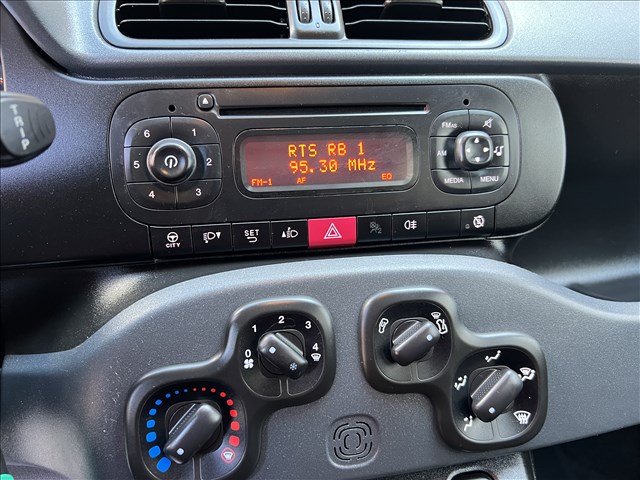 TRIP
6 1
5 2
4 3
RTS RB 1
95.30 MHz
FM-1 AF EQ
FMAS
AM
MEDIA MENU
CITY
SET
0 1 2 3 4